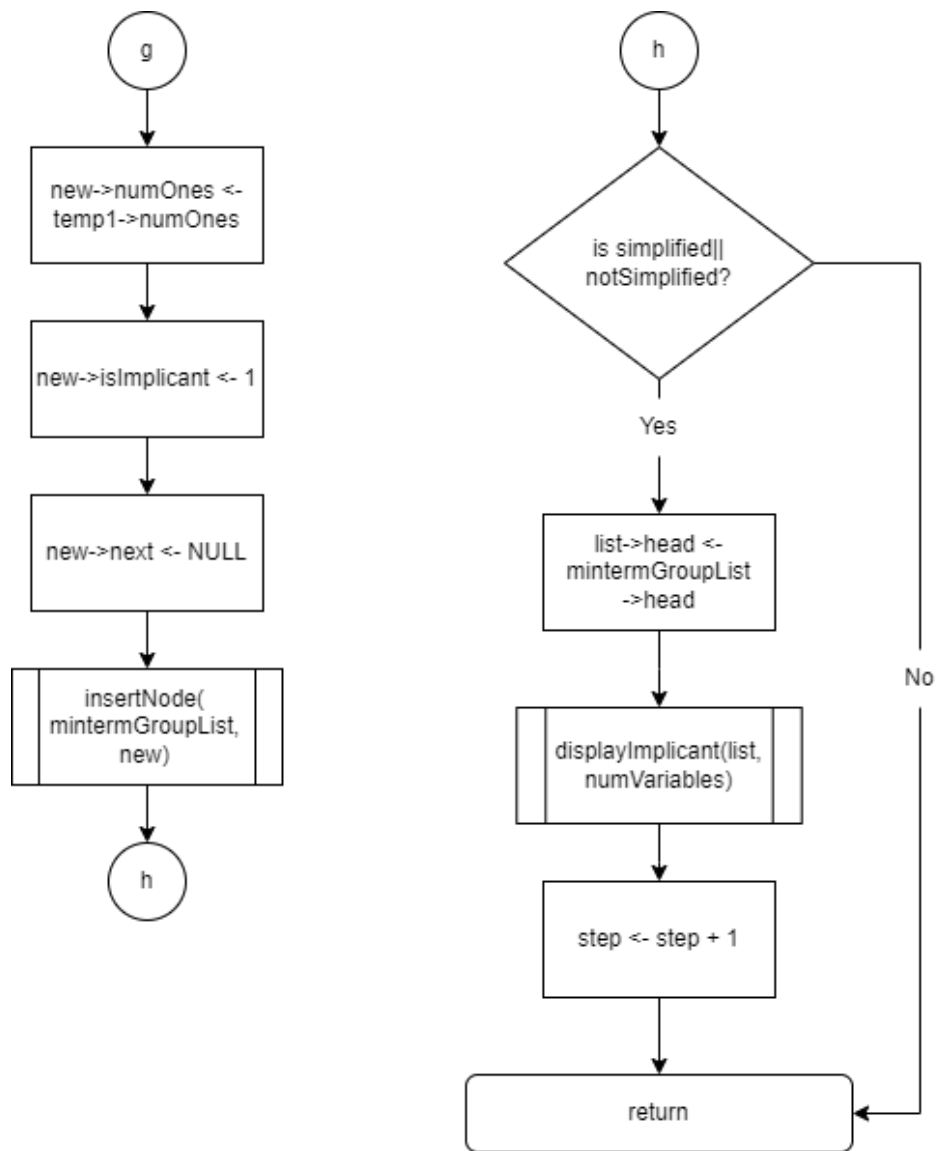 g
new->numOnes <-
temp1->numOnes
new->isImplicant <- 1
new->next <- NULL
insertNode(
mintermGroupList,
new)
h
h
is simplified||
notSimplified?
Yes
No
list->head <-
mintermGroupList
->head
displayImplicant(list,
numVariables)
step <- step + 1
return